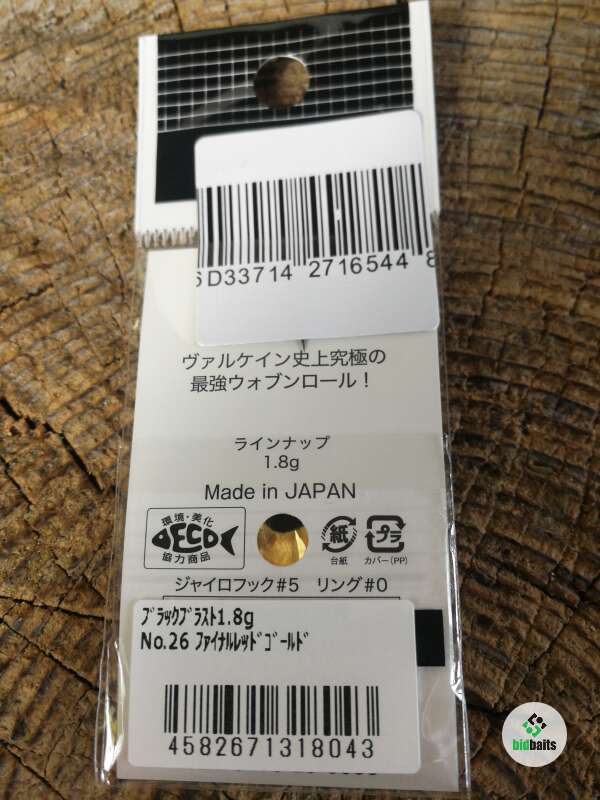 6D33714 2716544 8
ヴァルケイン史上究極の
最強ウォブンロール！
ラインナップ
1.8g
Made in JAPAN
環境・美化
ECO
協力商品
紙
台紙
プラ
カバー(PP)
ジャイロフック#5 リング#0
ﾌﾞﾗｯｸﾌﾞﾗｽﾄ1.8g
No.26 ﾌｧｲﾅﾙﾚｯﾄﾞｺﾞｰﾙﾄﾞ
4582671318043
bidbaits